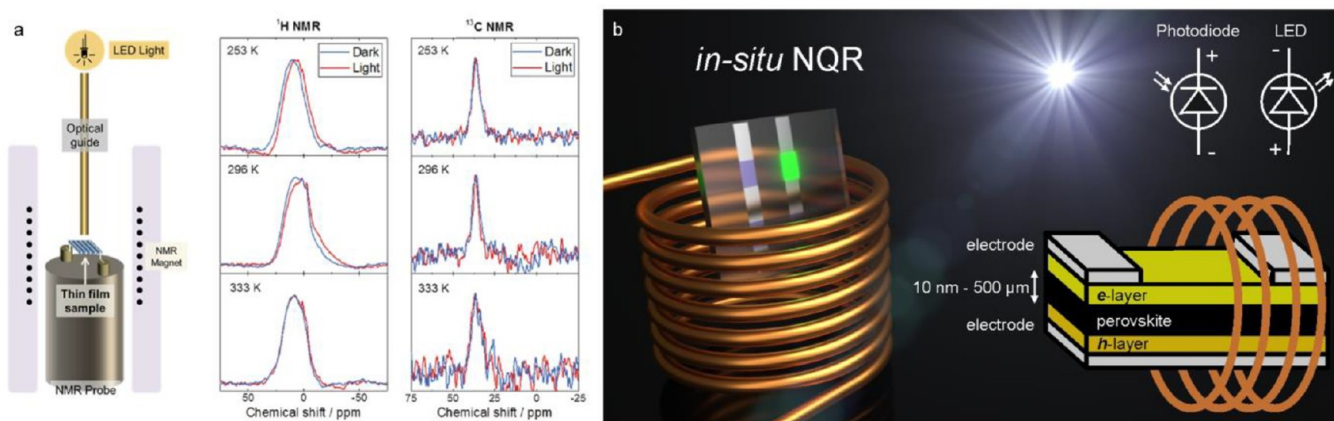 a
LED Light
Optical
guide
NMR
Magnet
Thin film
sample
NMR Probe
¹H NMR
253 K
Dark
Light
296 K
333 K
50
0
-50
Chemical shift / ppm
¹³C NMR
253 K
Dark
Light
296 K
333 K
75
50
25
0
-25
Chemical shift / ppm
b
in-situ NQR
Photodiode
+
-
LED
-
+
electrode
10 nm - 500 µm
electrode
e-layer
perovskite
h-layer